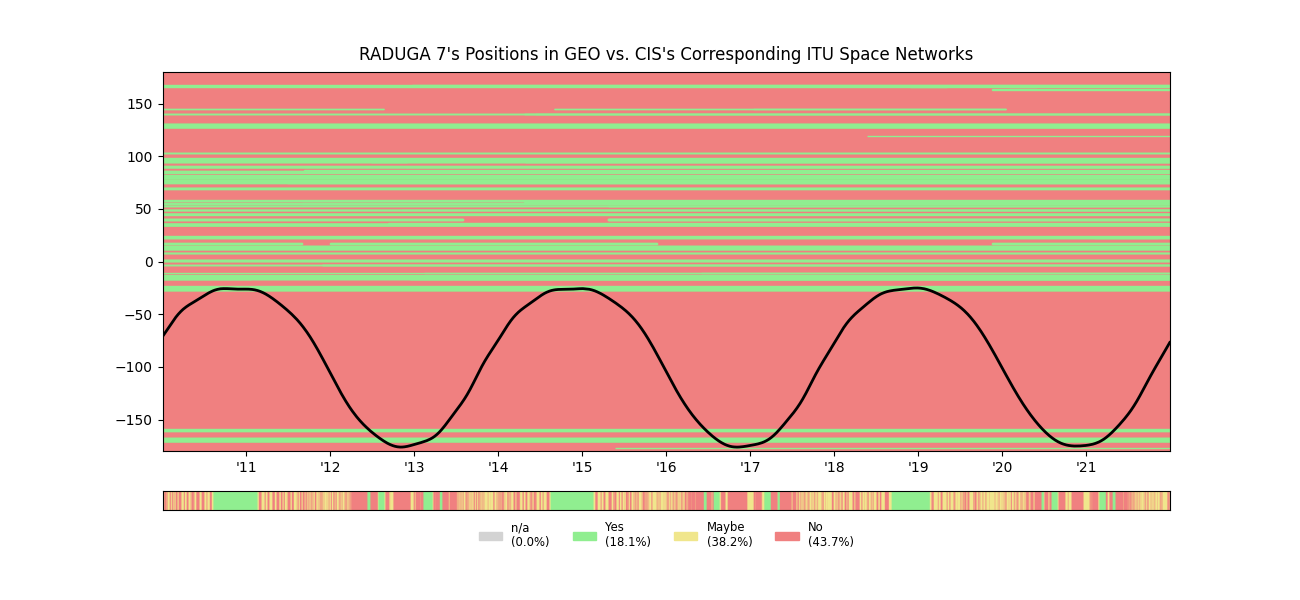 RADUGA 7's Positions in GEO vs. CIS's Corresponding ITU Space Networks
150
100
50
0
−50
−100
−150
'11 '12 '13 '14 '15 '16 '17 '18 '19 '20 '21
n/a Yes Maybe No
(0.0%) (18.1%) (38.2%) (43.7%)